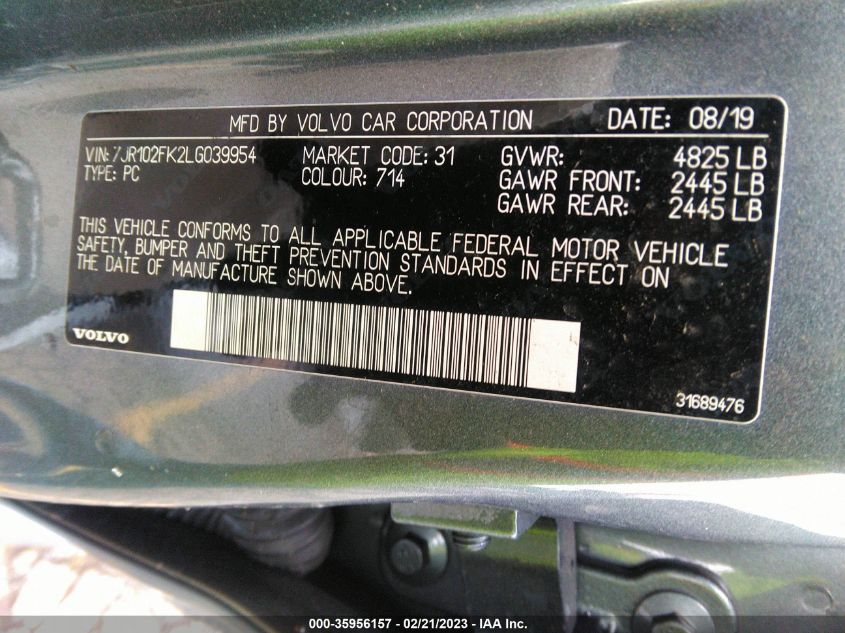 MFD BY VOLVO CAR CORPORATION DATE: 08/19
VIN: 7JR102FK2LG039954 MARKET CODE: 31 GVWR: 4825 LB
TYPE: PC COLOUR: 714 GAWR FRONT: 2445 LB
GAWR REAR: 2445 LB
THIS VEHICLE CONFORMS TO ALL APPLICABLE FEDERAL MOTOR VEHICLE
SAFETY, BUMPER AND THEFT PREVENTION STANDARDS IN EFFECT ON
THE DATE OF MANUFACTURE SHOWN ABOVE.
VOLVO
31689476
000-35956157 - 02/21/2023 - IAA Inc.